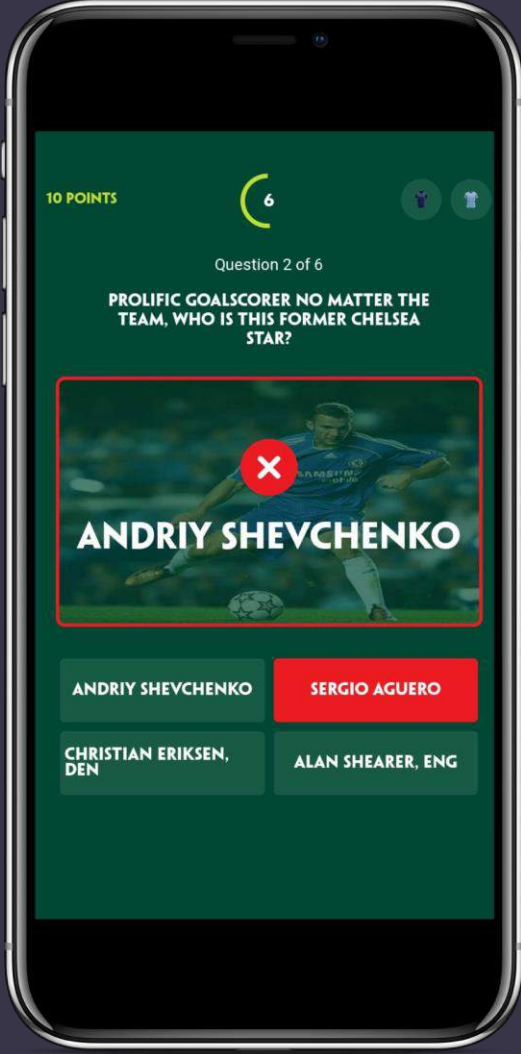 10 POINTS
6
Question 2 of 6
PROLIFIC GOALSCORER NO MATTER THE
TEAM, WHO IS THIS FORMER CHELSEA
STAR?
SAMSUNG
ANDRIY SHEVCHENKO
ANDRIY SHEVCHENKO
SERGIO AGUERO
CHRISTIAN ERIKSEN,
DEN
ALAN SHEARER, ENG